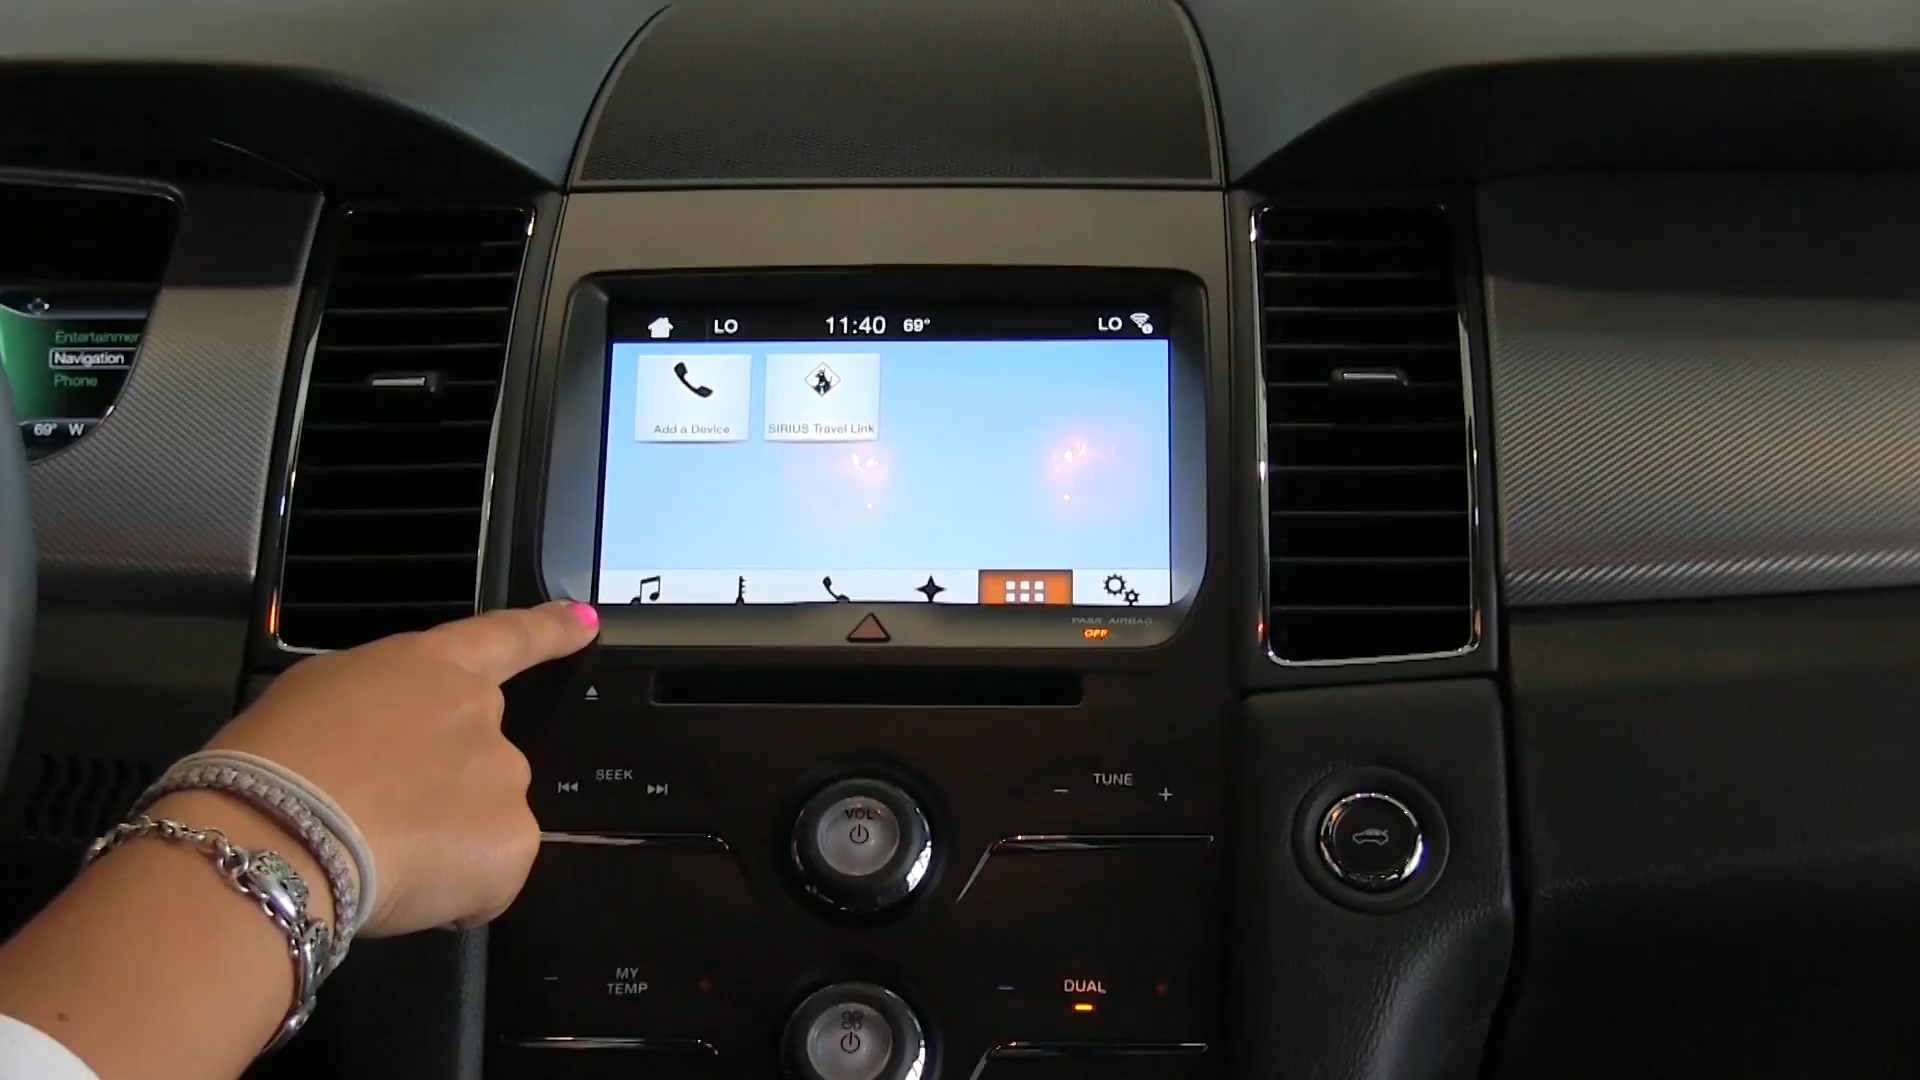 LO 11:40 69° LO
Entertainmen
Navigation
Phone
69° W
Add a Device
SIRIUS Travel Link
PASS AIRBAG
OFF
SEEK
TUNE
VOL
MY
TEMP
DUAL